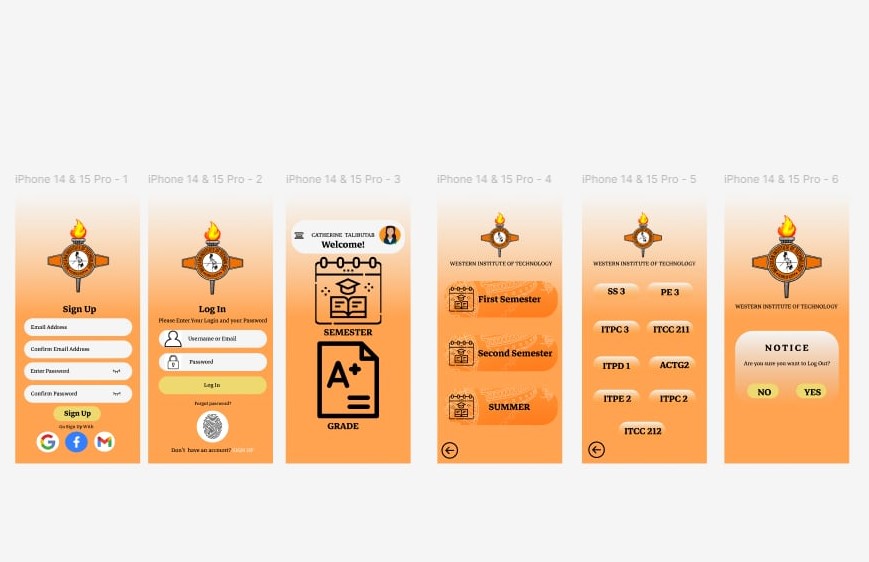 iPhone 14 & 15 Pro - 1
Sign Up
Email Address
Confirm Email Address
Enter Password
Confirm Password
Sign Up
Or Sign Up With
iPhone 14 & 15 Pro - 2
Log In
Please Enter Your Login and your Password
Username or Email
Password
Log In
Forgot password?
Don't have an account? SIGN UP
iPhone 14 & 15 Pro - 3
CATHERINE TALIBUTAB
Welcome!
SEMESTER
A+
GRADE
iPhone 14 & 15 Pro - 4
WESTERN INSTITUTE OF TECHNOLOGY
First Semester
Second Semester
SUMMER
iPhone 14 & 15 Pro - 5
WESTERN INSTITUTE OF TECHNOLOGY
SS 3
PE 3
ITPC 3
ITCC 211
ITPD 1
ACTG2
ITPE 2
ITPC 2
ITCC 212
iPhone 14 & 15 Pro - 6
WESTERN INSTITUTE OF TECHNOLOGY
NOTICE
Are you sure you want to Log Out?
NO
YES